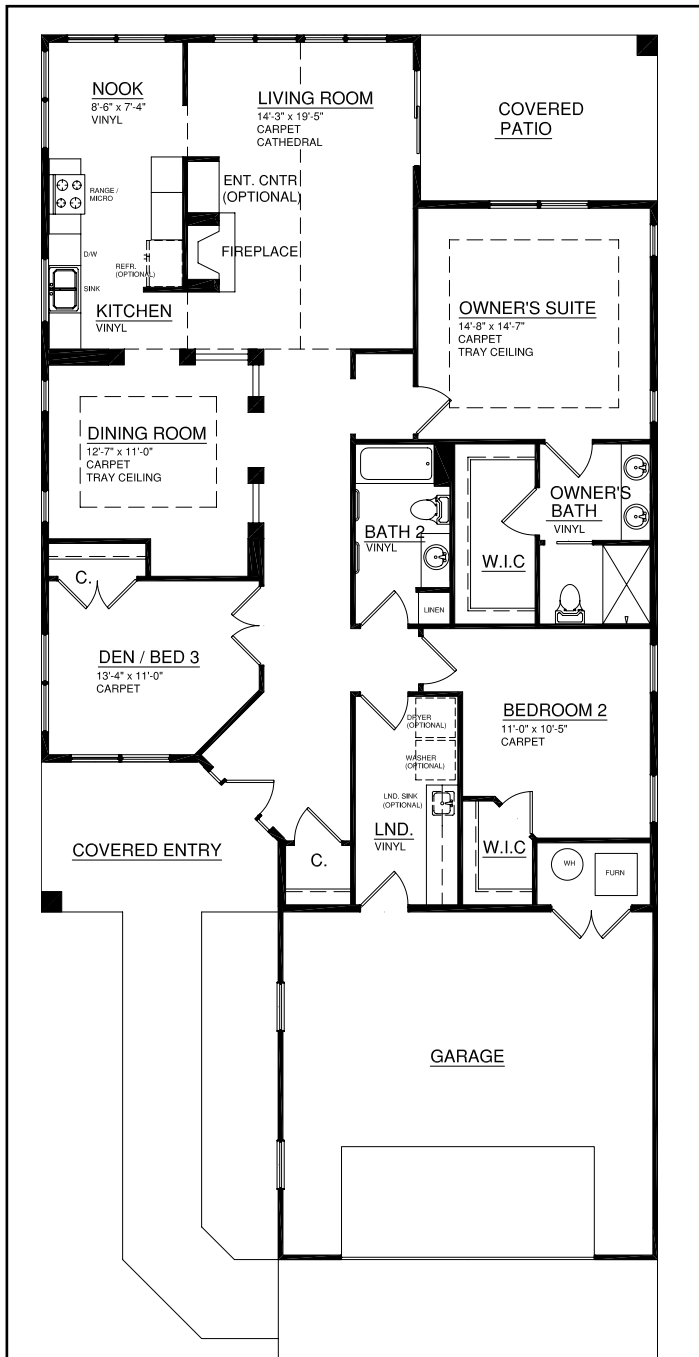 NOOK
8'-6" x 7'-4"
VINYL
LIVING ROOM
14'-3" x 19'-5"
CARPET
CATHEDRAL
COVERED
PATIO
RANGE /
MICRO
ENT. CNTR
(OPTIONAL)
D/W
REFR.
(OPTIONAL)
FIREPLACE
SINK
KITCHEN
VINYL
OWNER'S SUITE
14'-8" x 14'-7"
CARPET
TRAY CEILING
DINING ROOM
12'-7" x 11'-0"
CARPET
TRAY CEILING
BATH 2
VINYL
W.I.C
OWNER'S
BATH
VINYL
C.
LINEN
DEN / BED 3
13'-4" x 11'-0"
CARPET
BEDROOM 2
11'-0" x 10'-5"
CARPET
DRYER
(OPTIONAL)
WASHER
(OPTIONAL)
LND. SINK
(OPTIONAL)
LND.
VINYL
W.I.C
COVERED ENTRY
C.
WH
FURN
GARAGE